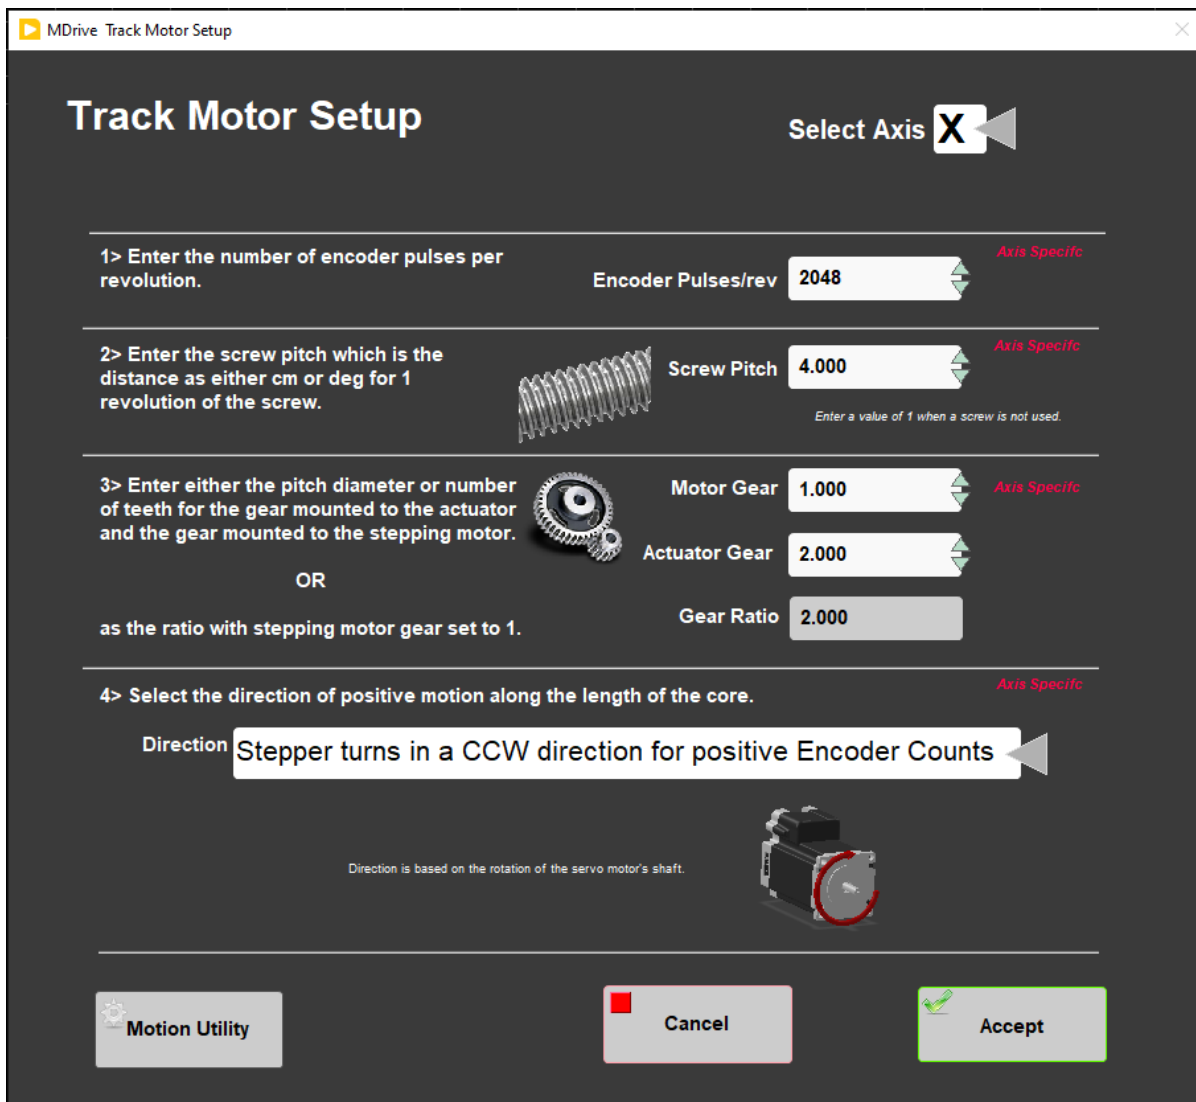 MDrive Track Motor Setup
Track Motor Setup
Select Axis X
1> Enter the number of encoder pulses per
revolution.
Encoder Pulses/rev 2048
Axis Specifc
2> Enter the screw pitch which is the
distance as either cm or deg for 1
revolution of the screw.
Screw Pitch 4.000
Axis Specifc
Enter a value of 1 when a screw is not used.
3> Enter either the pitch diameter or number
of teeth for the gear mounted to the actuator
and the gear mounted to the stepping motor.
OR
as the ratio with stepping motor gear set to 1.
Motor Gear 1.000
Axis Specifc
Actuator Gear 2.000
Gear Ratio 2.000
4> Select the direction of positive motion along the length of the core.
Axis Specifc
Direction Stepper turns in a CCW direction for positive Encoder Counts
Direction is based on the rotation of the servo motor's shaft.
Motion Utility
Cancel
Accept